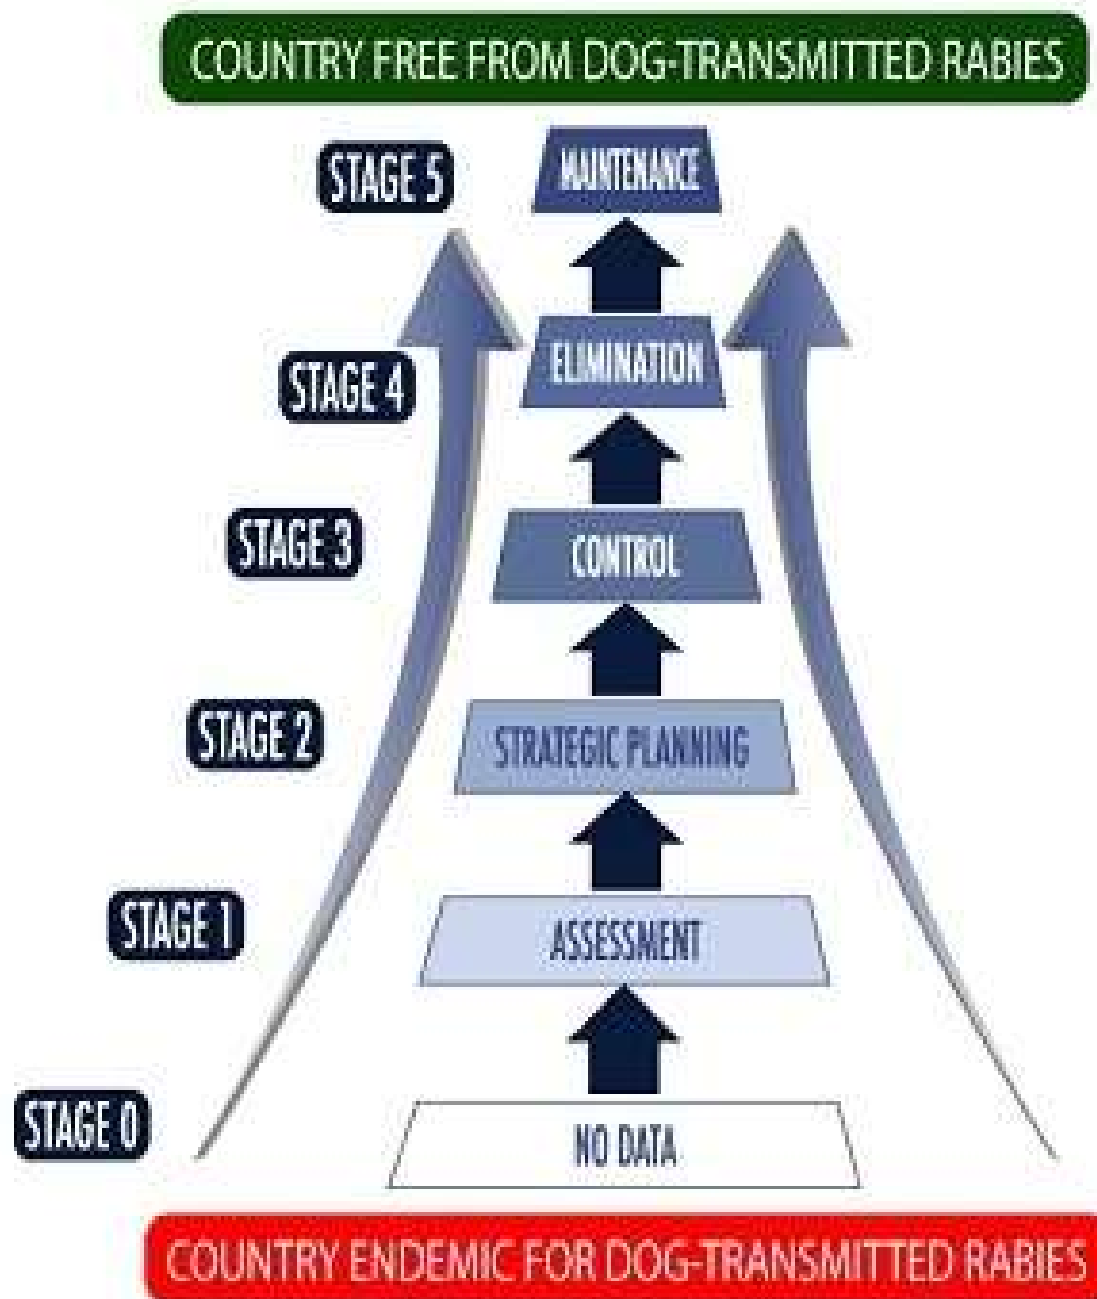 COUNTRY FREE FROM DOG-TRANSMITTED RABIES
STAGE 5
MAINTENANCE
STAGE 4
ELIMINATION
STAGE 3
CONTROL
STAGE 2
STRATEGIC PLANNING
STAGE 1
ASSESSMENT
STAGE 0
NO DATA
COUNTRY ENDEMIC FOR DOG-TRANSMITTED RABIES